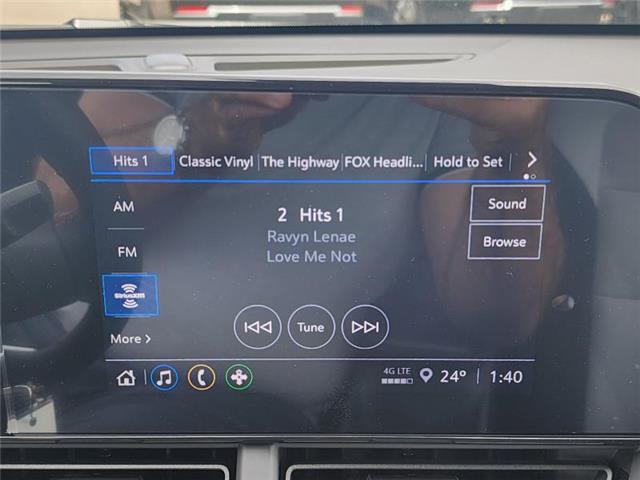 Hits 1 Classic Vinyl The Highway FOX Headli... Hold to Set
AM
2 Hits 1
Sound
Ravyn Lenae
Browse
FM
Love Me Not
SiriusXM
Tune
More
4G LTE
24° 1:40